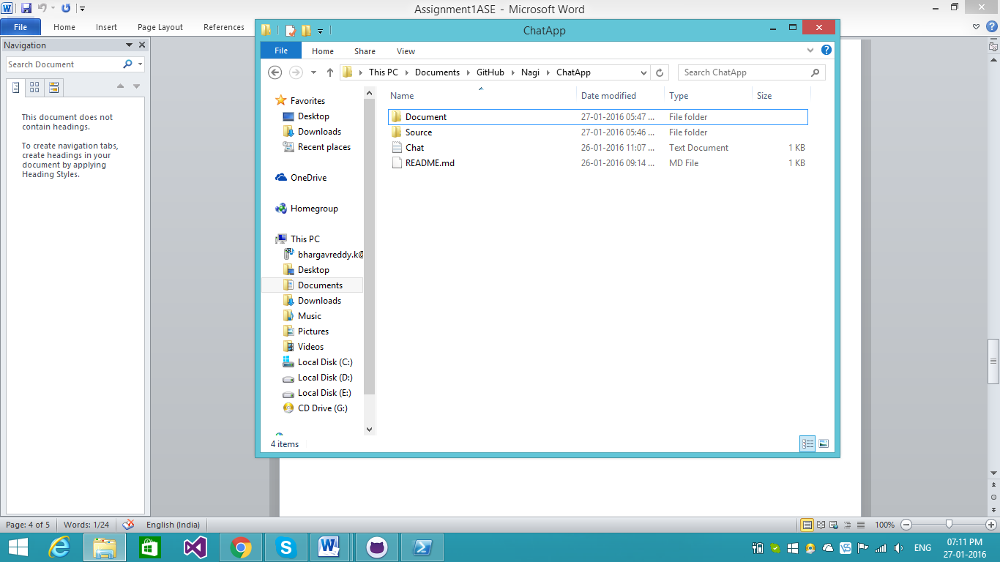 Assignment1ASE - Microsoft Word
File Home Insert Page Layout References
Navigation
Search Document
This document does not
contain headings.
To create navigation tabs,
create headings in your
document by applying
Heading Styles.
ChatApp
File Home Share View
This PC Documents GitHub Nagi ChatApp
Search ChatApp
Favorites
Desktop
Downloads
Recent places
OneDrive
Homegroup
This PC
bhargavreddy.k@
Desktop
Documents
Downloads
Music
Pictures
Videos
Local Disk (C:)
Local Disk (D:)
Local Disk (E:)
CD Drive (G:)
Name Date modified Type Size
Document 27-01-2016 05:47 ... File folder
Source 27-01-2016 05:46 ... File folder
Chat 26-01-2016 11:07 ... Text Document 1 KB
README.md 26-01-2016 09:14 ... MD File 1 KB
4 items
Page: 4 of 5 Words: 1/24 English (India) 100%
ENG 07:11 PM
27-01-2016